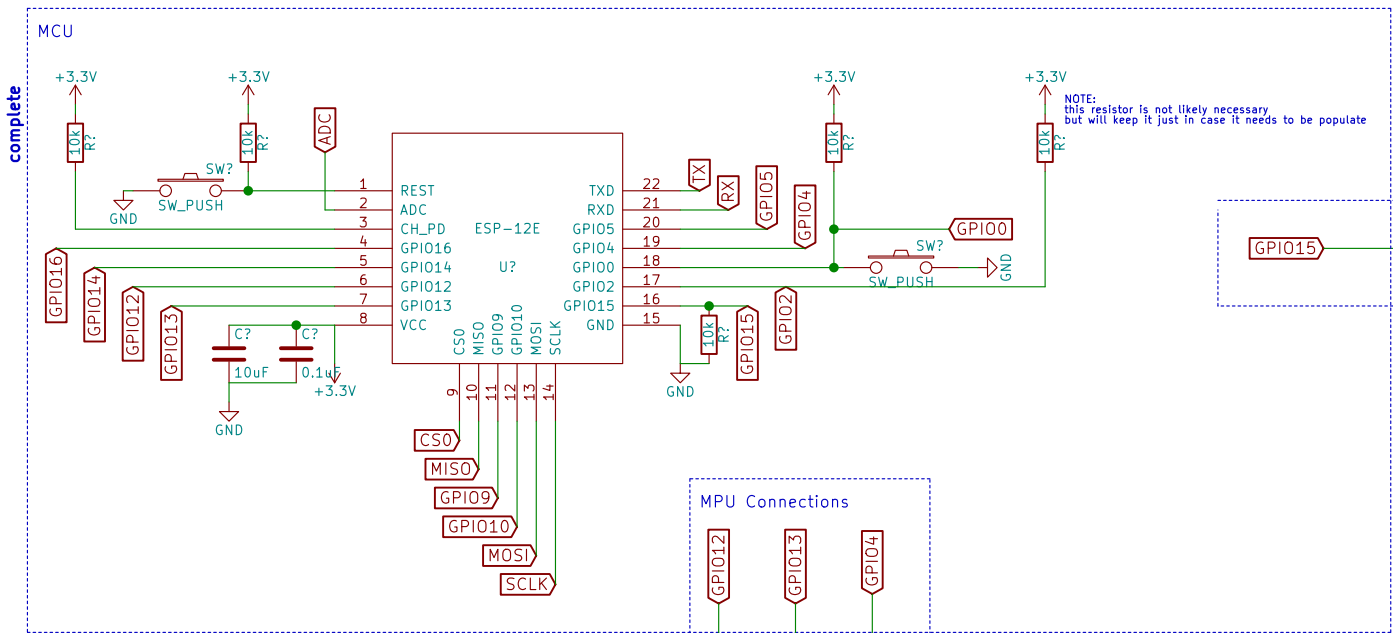 MCU
complete
+3.3V
+3.3V
+3.3V
+3.3V
NOTE:
this resistor is not likely necessary
but will keep it just in case it needs to be populate
10k
R?
10k
R?
ADC
10k
R?
10k
R?
SW?
SW_PUSH
GND
1
REST
2
ADC
3
CH_PD
4
GPIO16
5
GPIO14
6
GPIO12
7
GPIO13
8
VCC
ESP-12E
U?
TXD
22
RXD
21
GPIO5
20
GPIO4
19
GPIO0
18
GPIO2
17
GPIO15
16
GND
15
TX
RX
GPIO5
GPIO4
GPIO0
SW?
SW_PUSH
GND
GPIO15
GPIO16
GPIO14
GPIO12
GPIO13
C?
10uF
C?
0.1uF
+3.3V
GND
CS0
MISO
GPIO9
GPIO10
MOSI
SCLK
9
10
11
12
13
14
10k
R?
GPIO15
GPIO2
GND
CS0
MISO
GPIO9
GPIO10
MOSI
SCLK
MPU Connections
GPIO12
GPIO13
GPIO4